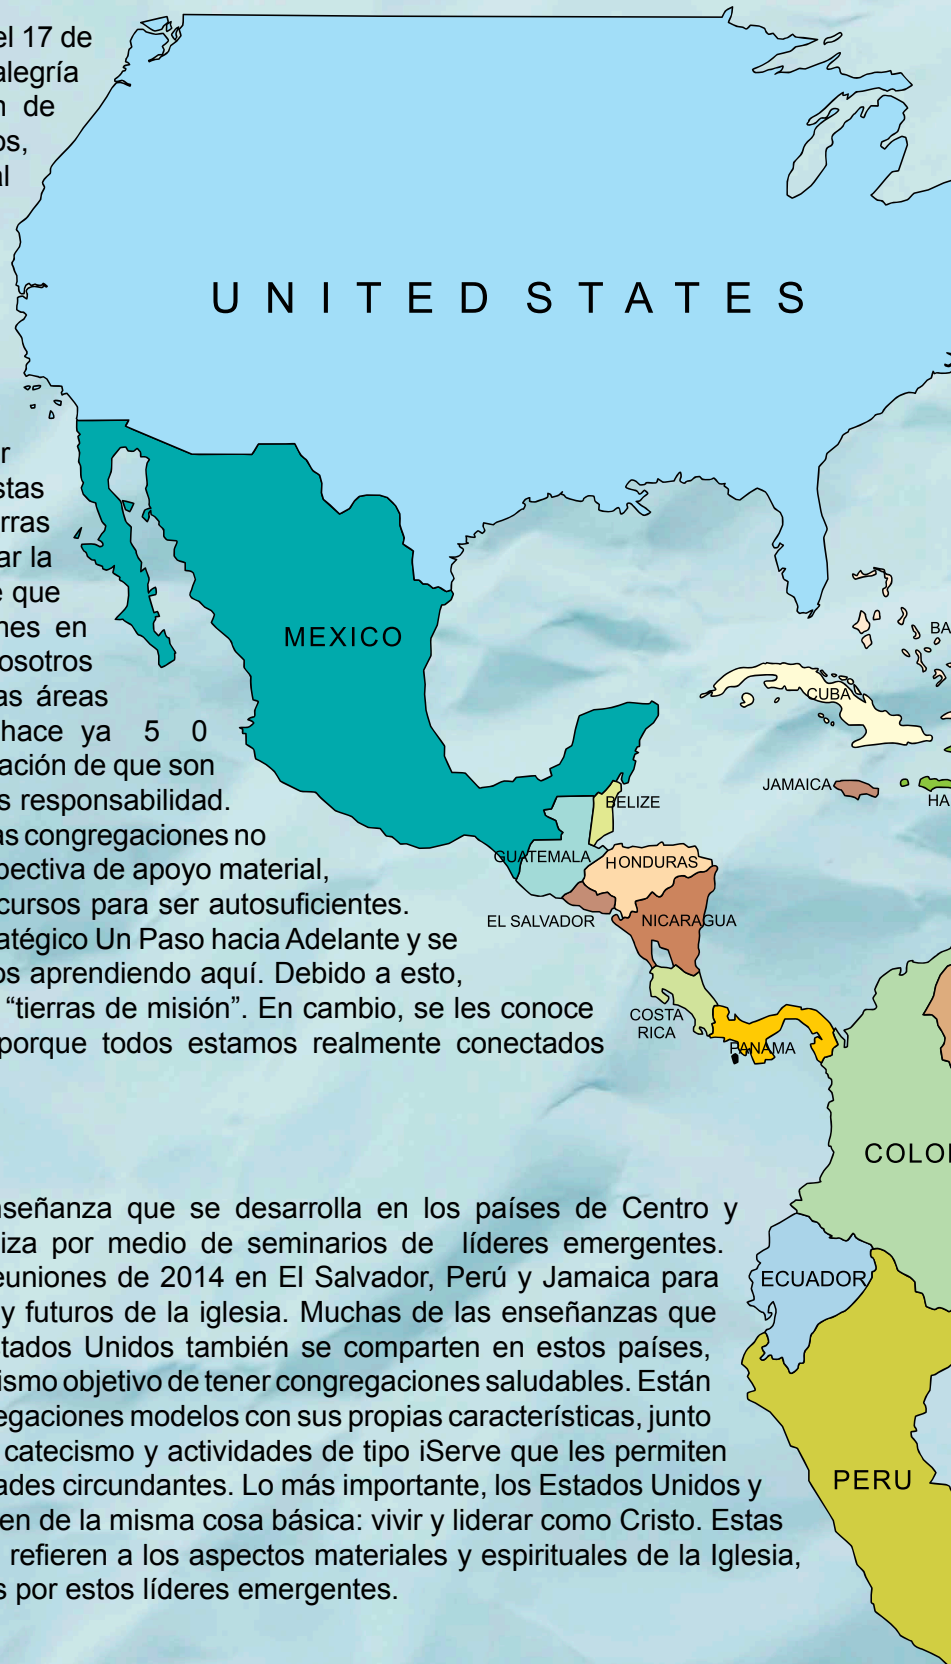 el 17 de
alegría
de
os,
al
UNITED STATES
r
stas
erras
ar la
e que
nes en
osotros
as áreas
hace ya 5 0
ación de que son
s responsabilidad.
as congregaciones no
pectiva de apoyo material,
cursos para ser autosuficientes.
atégico Un Paso hacia Adelante y se
os aprendiendo aquí. Debido a esto,
“tierras de misión”. En cambio, se les conoce
porque todos estamos realmente conectados
MEXICO
BA
CUBA
JAMAICA
HA
BELIZE
GUATEMALA
HONDURAS
EL SALVADOR
NICARAGUA
COSTA
RICA
PANAMA
COLO
ECUADOR
PERU
nseñanza que se desarrolla en los países de Centro y
iza por medio de seminarios de líderes emergentes.
euniones de 2014 en El Salvador, Perú y Jamaica para
y futuros de la iglesia. Muchas de las enseñanzas que
stados Unidos también se comparten en estos países,
ismo objetivo de tener congregaciones saludables. Están
egaciones modelos con sus propias características, junto
catecismo y actividades de tipo iServe que les permiten
ades circundantes. Lo más importante, los Estados Unidos y
en de la misma cosa básica: vivir y liderar como Cristo. Estas
refieren a los aspectos materiales y espirituales de la Iglesia,
s por estos líderes emergentes.